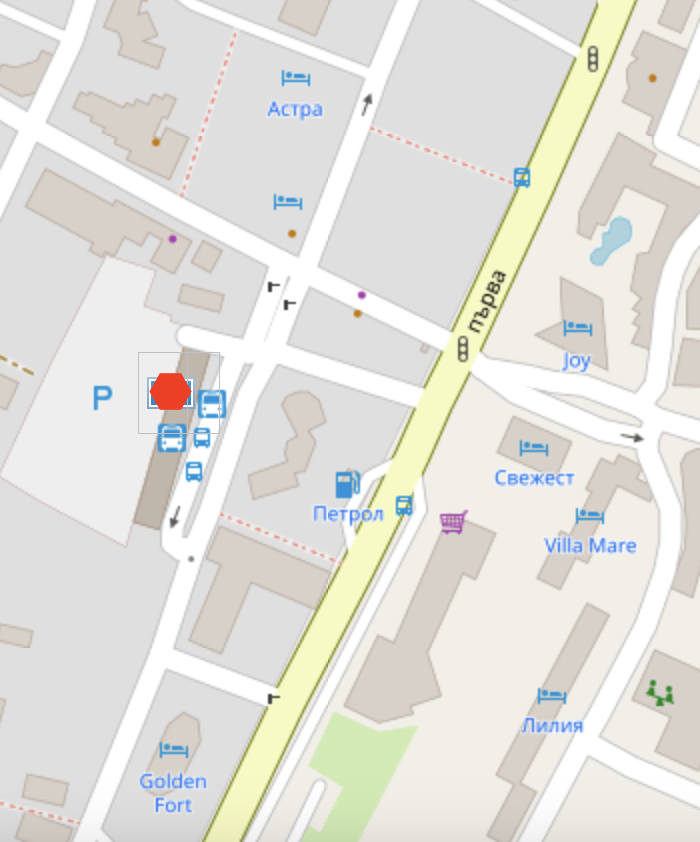 Астра
първа
Joy
P
Свежест
Петрол
Villa Mare
Лилия
Golden
Fort